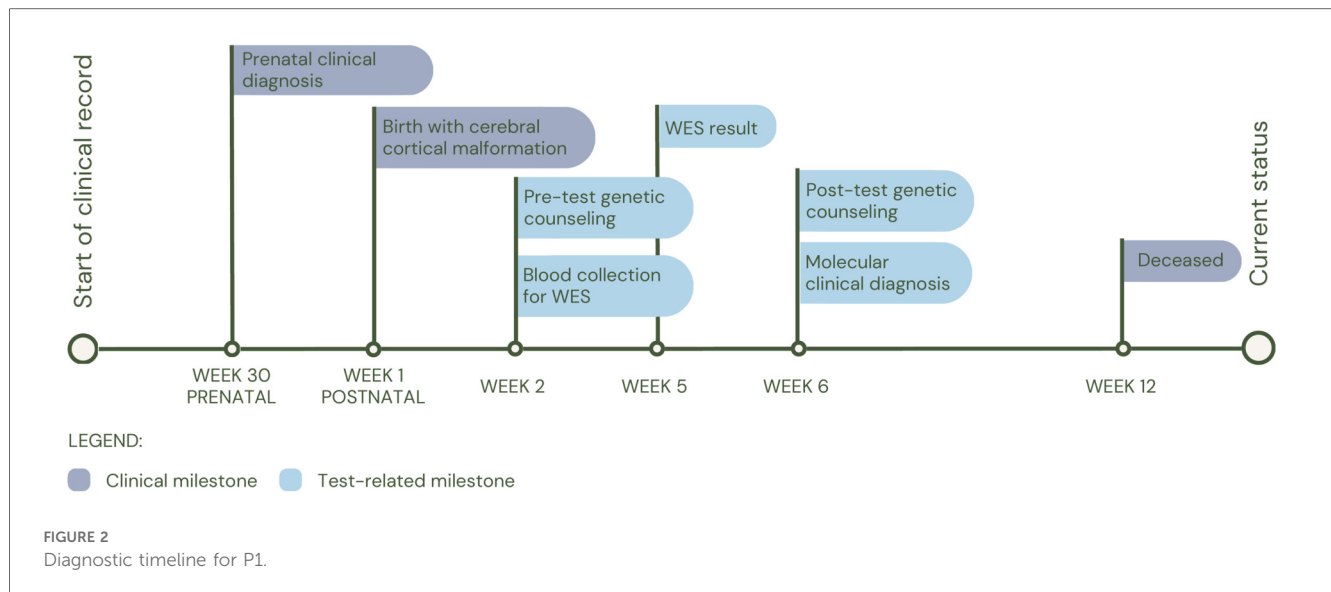 Start of clinical record
Prenatal clinical
diagnosis
Birth with cerebral
cortical malformation
Pre-test genetic
counseling
Blood collection
for WES
WES result
Post-test genetic
counseling
Molecular
clinical diagnosis
Deceased
Current status
WEEK 30
PRENATAL
WEEK 1
POSTNATAL
WEEK 2
WEEK 5
WEEK 6
WEEK 12
LEGEND:
Clinical milestone
Test-related milestone
FIGURE 2
Diagnostic timeline for P1.